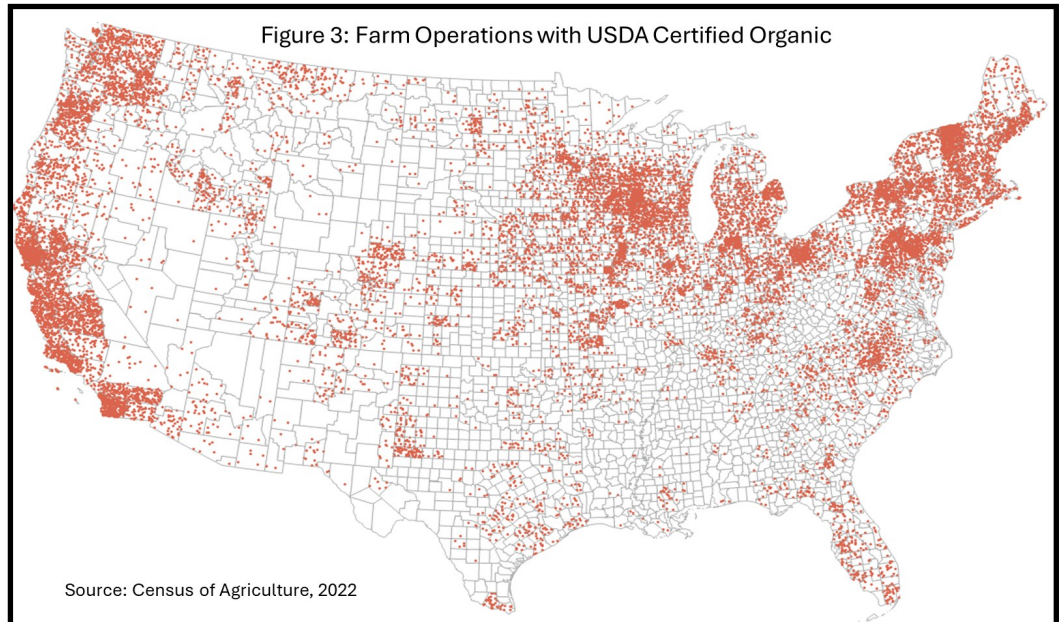 Figure 3: Farm Operations with USDA Certified Organic
Source: Census of Agriculture, 2022